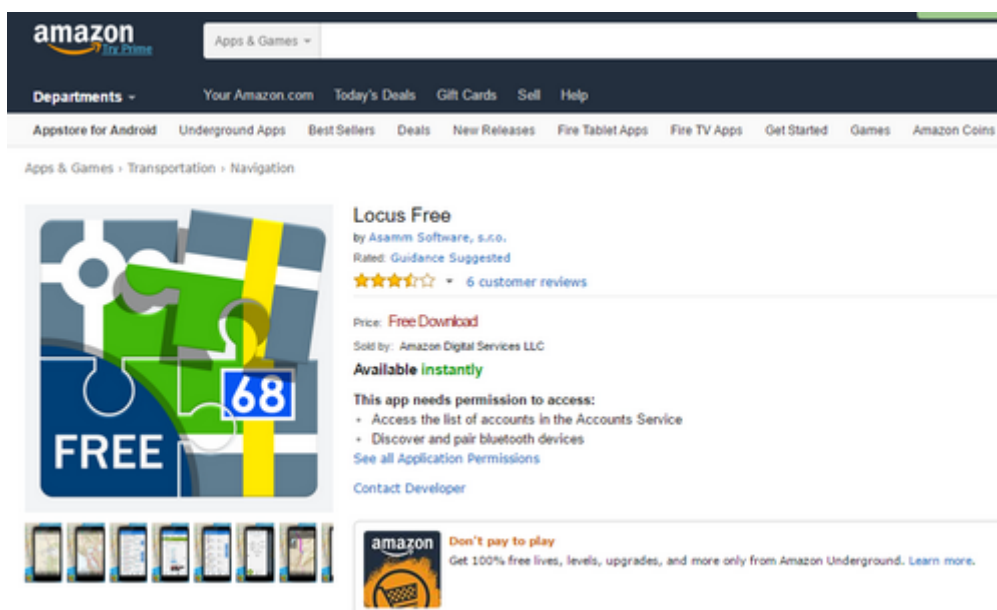 amazon
Try Prime
Apps & Games
Departments
Your Amazon.com Today's Deals Gift Cards Sell Help
Appstore for Android Underground Apps Best Sellers Deals New Releases Fire Tablet Apps Fire TV Apps Get Started Games Amazon Coins
Apps & Games › Transportation › Navigation
Locus Free
by Asamm Software, s.r.o.
Rated: Guidance Suggested
6 customer reviews
Price: Free Download
Sold by: Amazon Digital Services LLC
Available instantly
This app needs permission to access:
• Access the list of accounts in the Accounts Service
• Discover and pair bluetooth devices
See all Application Permissions
Contact Developer
68
FREE
amazon
Don't pay to play
Get 100% free lives, levels, upgrades, and more only from Amazon Underground. Learn more.